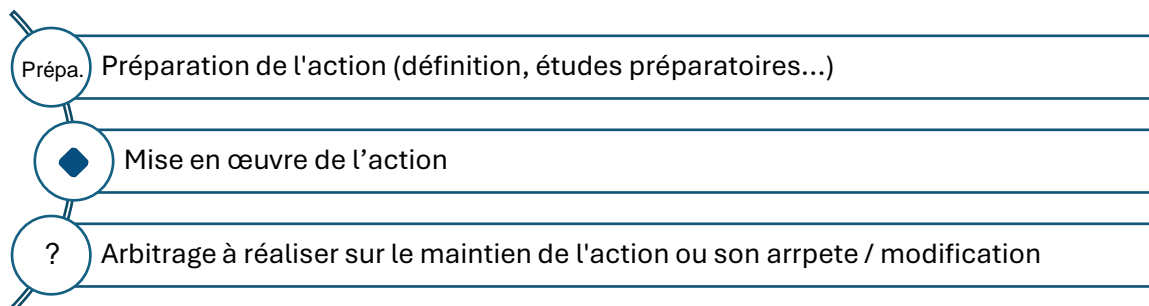 Prépa. Préparation de l'action (définition, études préparatoires...)
Mise en œuvre de l’action
? Arbitrage à réaliser sur le maintien de l'action ou son arrpete / modification